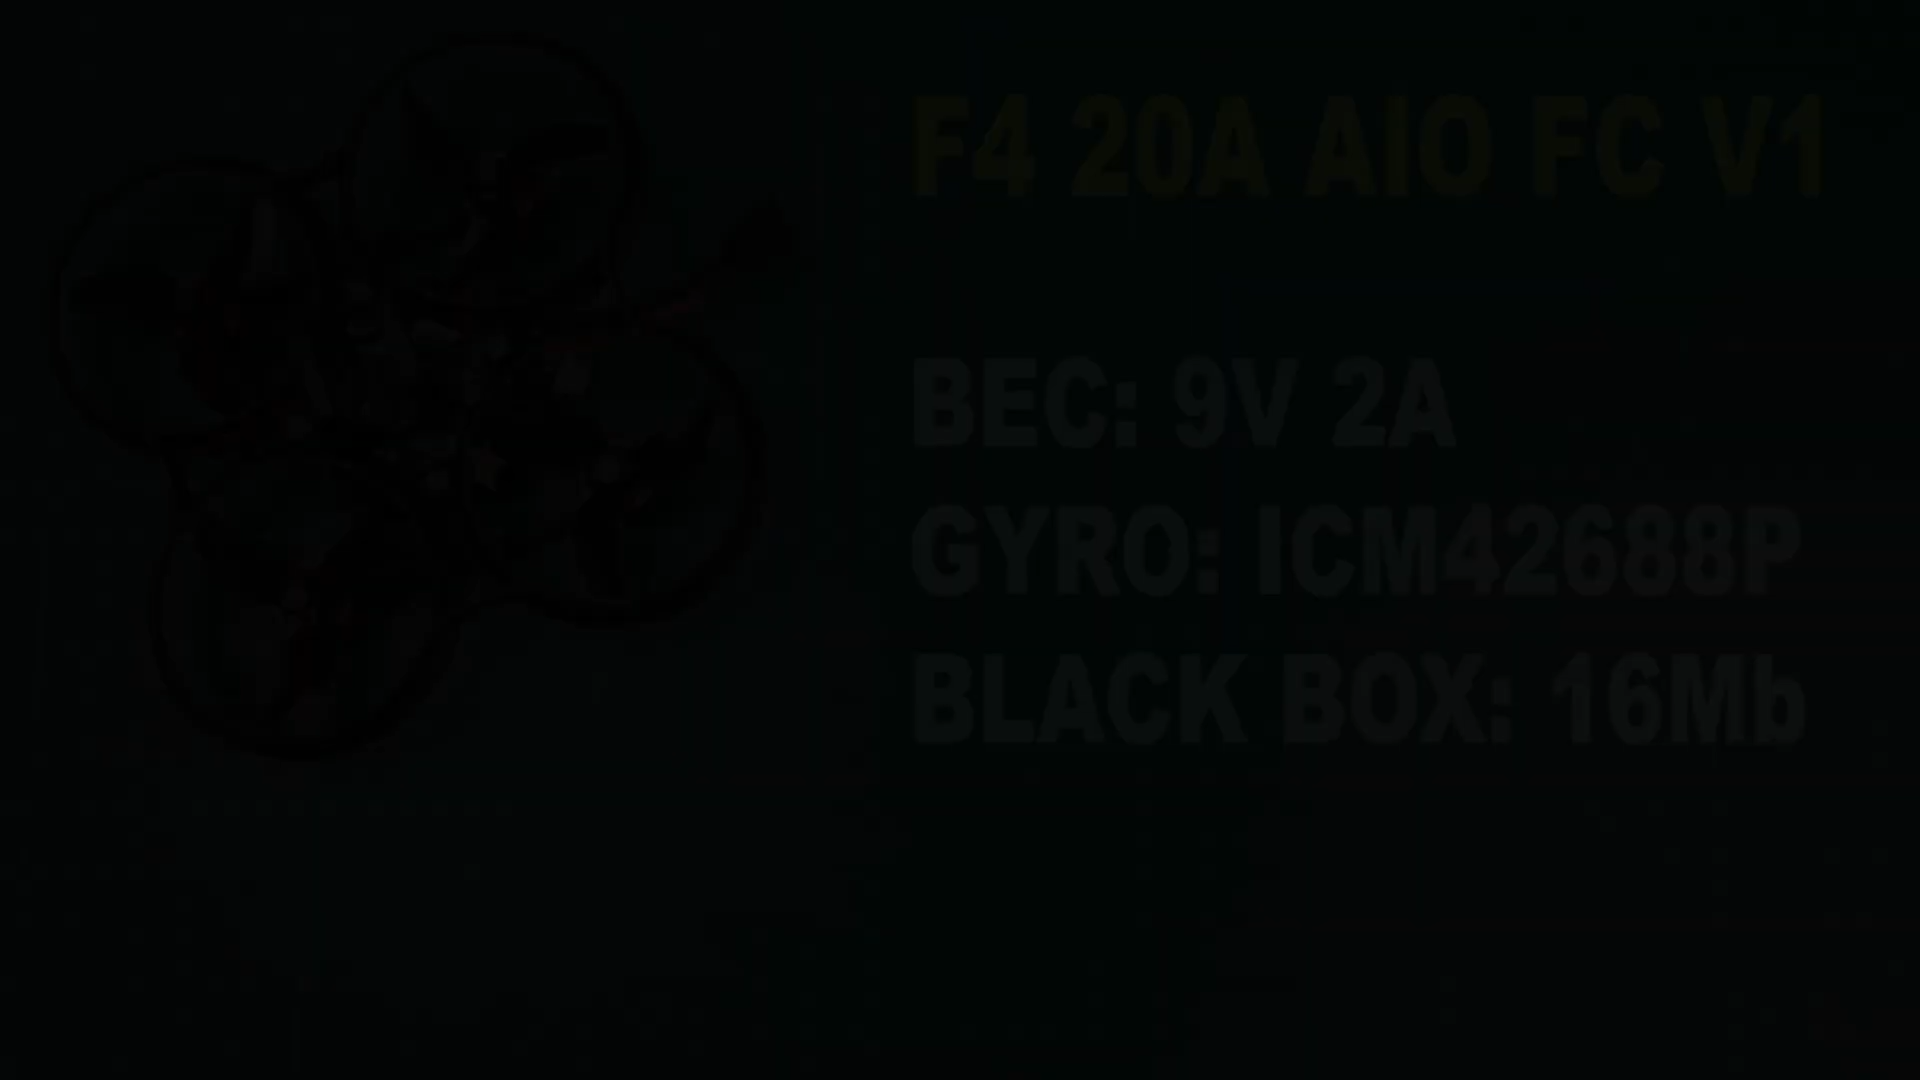 F4 20A AIO FC V1
BEC: 9V 2A
GYRO: ICM42688P
BLACK BOX: 16Mb